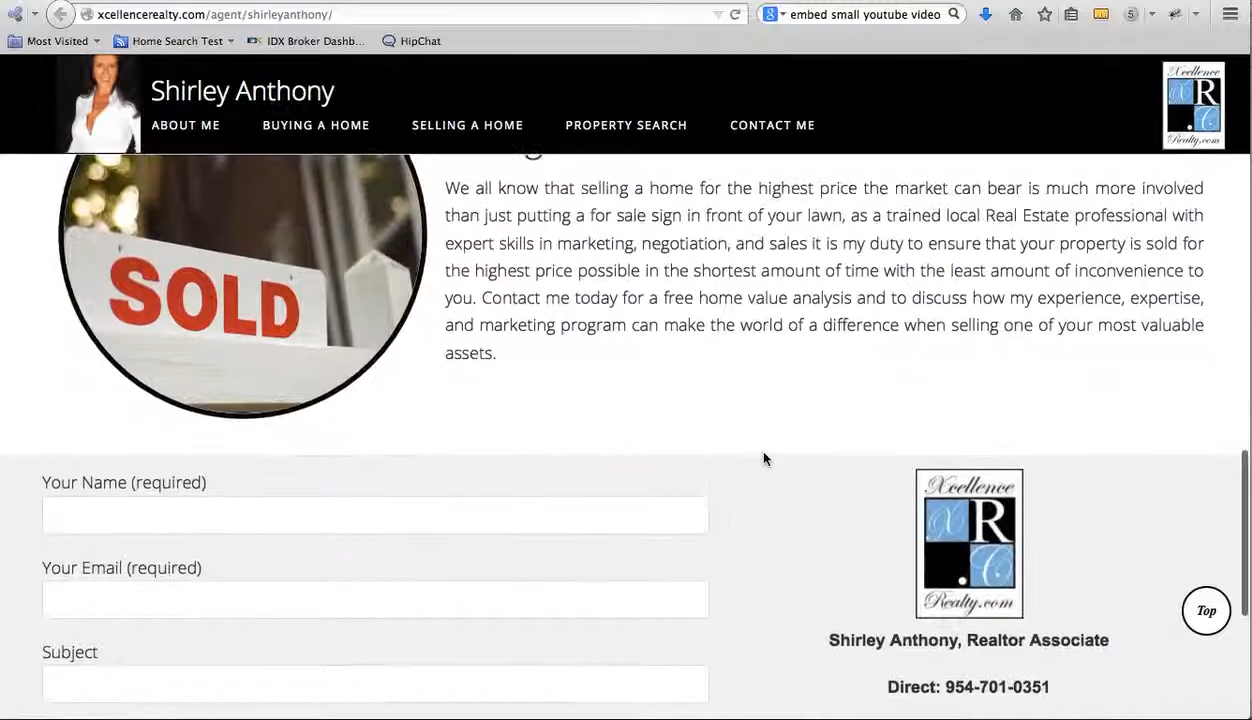 xcellencerealty.com/agent/shirleyanthony/
embed small youtube video
5
Most Visited
Home Search Test
IDX Broker Dashb...
HipChat
Shirley Anthony
ABOUT ME
BUYING A HOME
SELLING A HOME
PROPERTY SEARCH
CONTACT ME
Xcellence
X R
C
Realty.com
SOLD
We all know that selling a home for the highest price the market can bear is much more involved
than just putting a for sale sign in front of your lawn, as a trained local Real Estate professional with
expert skills in marketing, negotiation, and sales it is my duty to ensure that your property is sold for
the highest price possible in the shortest amount of time with the least amount of inconvenience to
you. Contact me today for a free home value analysis and to discuss how my experience, expertise,
and marketing program can make the world of a difference when selling one of your most valuable
assets.
Your Name (required)
Your Email (required)
Subject
Xcellence
X R
C
Realty.com
Shirley Anthony, Realtor Associate
Direct: 954-701-0351
Top